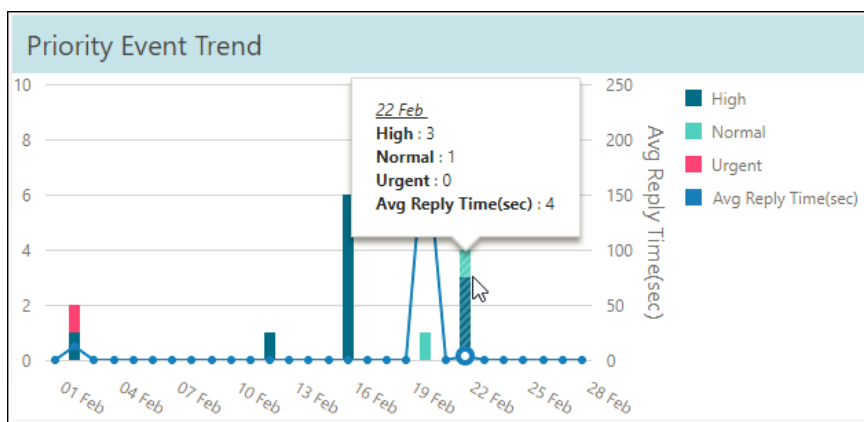 Priority Event Trend
10
8
6
4
2
0
22 Feb
High : 3
Normal : 1
Urgent : 0
Avg Reply Time(sec) : 4
250
200
150
100
50
0
Avg Reply Time(sec)
High
Normal
Urgent
Avg Reply Time(sec)
01 Feb
04 Feb
07 Feb
10 Feb
13 Feb
16 Feb
19 Feb
22 Feb
25 Feb
28 Feb